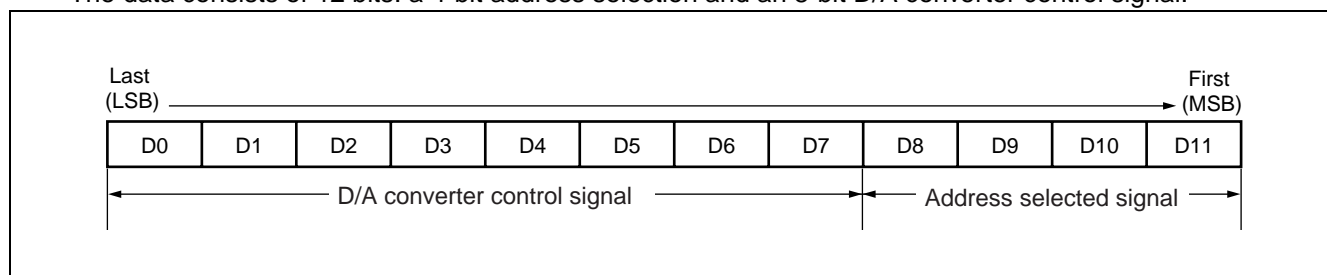 The data consists of 12 bits: a 4-bit address selection and an 8-bit D/A converter control signal.
Last First
(LSB) (MSB)
D0 D1 D2 D3 D4 D5 D6 D7 D8 D9 D10 D11
D/A converter control signal Address selected signal